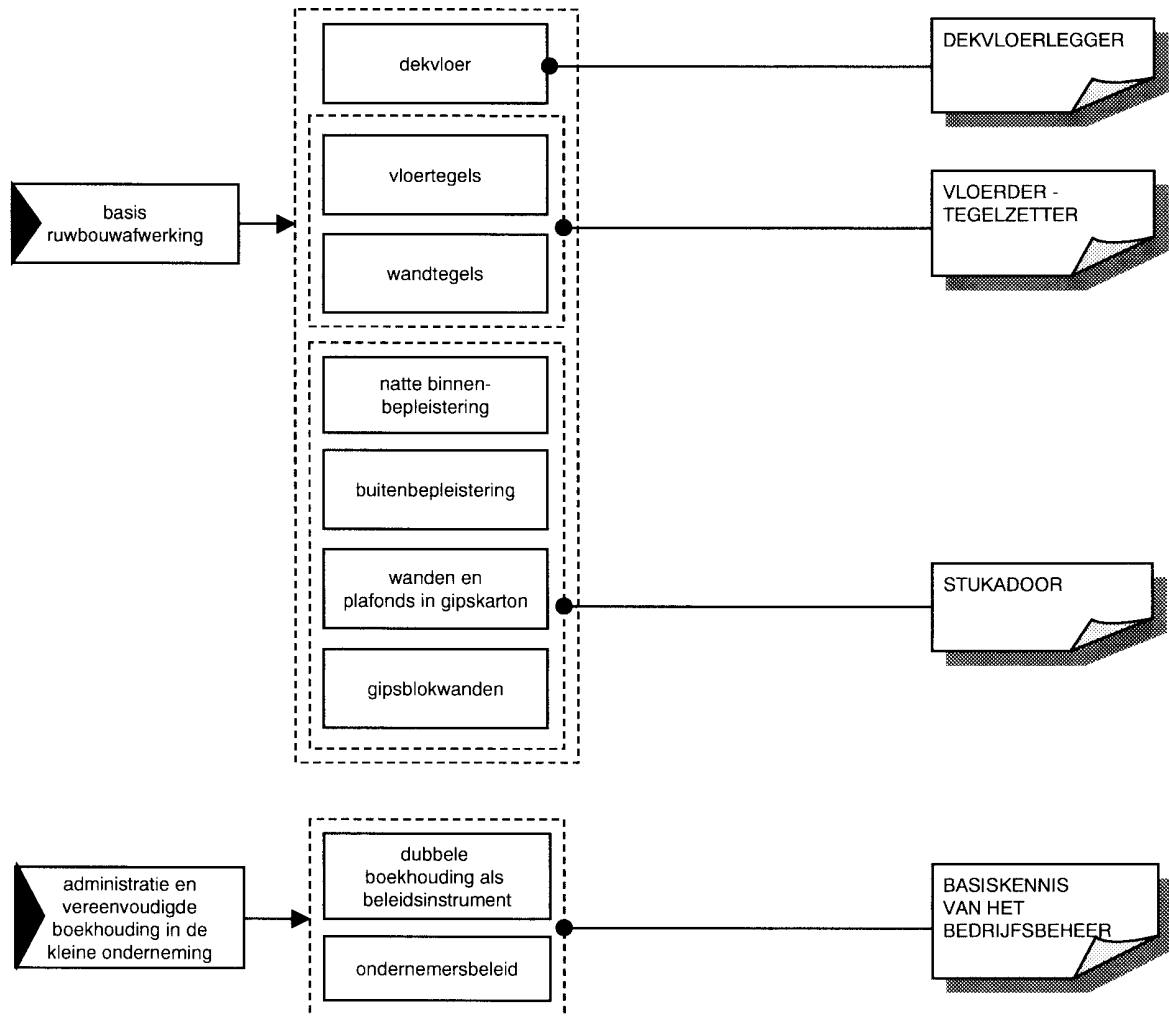 dekvloer
DEKVLOERLEGGER
basis
ruwbouwafwerking
vloertegels
wandtegels
VLOERDER -
TEGELZETTER
natte binnen-
bepleistering
buitenbepleistering
wanden en
plafonds in gipskarton
gipsblokwanden
STUKADOOR
administratie en
vereenvoudigde
boekhouding in de
kleine onderneming
dubbele
boekhouding als
beleidsinstrument
ondernemersbeleid
BASISKENNIS
VAN HET
BEDRIJFSBEHEER